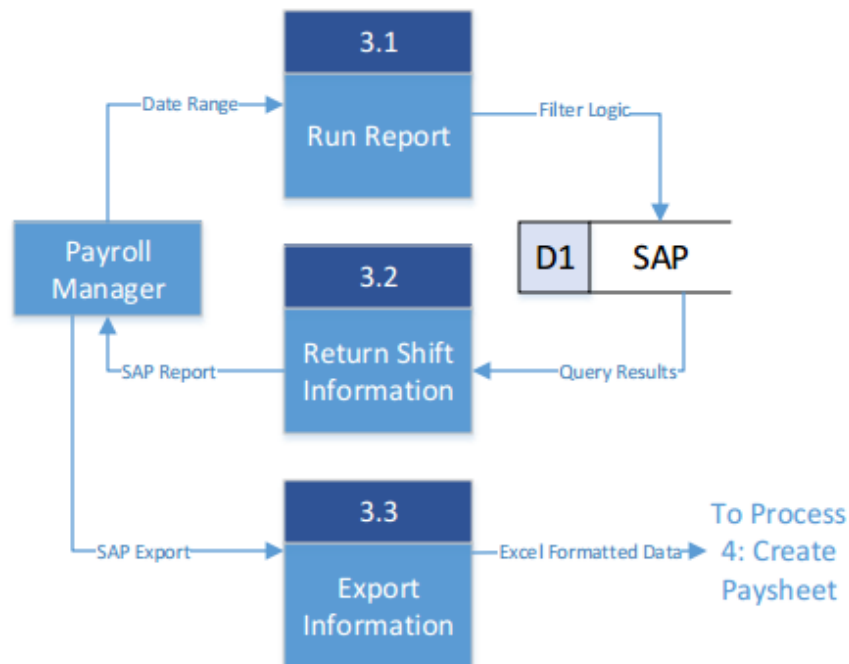 3.1
Date Range
Run Report
Filter Logic
Payroll
Manager
D1
SAP
3.2
Return Shift
Information
SAP Report
Query Results
3.3
SAP Export
Export
Information
Excel Formatted Data
To Process
4: Create
Paysheet